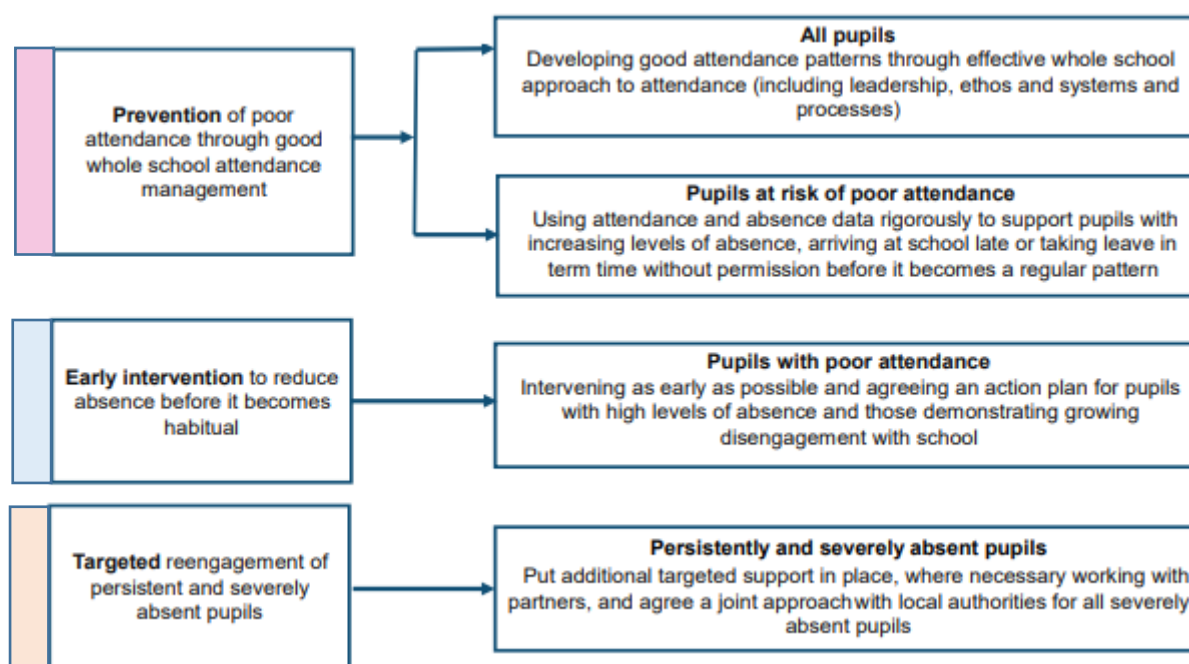 Prevention of poor
attendance through good
whole school attendance
management
All pupils
Developing good attendance patterns through effective whole school
approach to attendance (including leadership, ethos and systems and
processes)
Pupils at risk of poor attendance
Using attendance and absence data rigorously to support pupils with
increasing levels of absence, arriving at school late or taking leave in
term time without permission before it becomes a regular pattern
Early intervention to reduce
absence before it becomes
habitual
Pupils with poor attendance
Intervening as early as possible and agreeing an action plan for pupils
with high levels of absence and those demonstrating growing
disengagement with school
Targeted reengagement of
persistent and severely
absent pupils
Persistently and severely absent pupils
Put additional targeted support in place, where necessary working with
partners, and agree a joint approach with local authorities for all severely
absent pupils